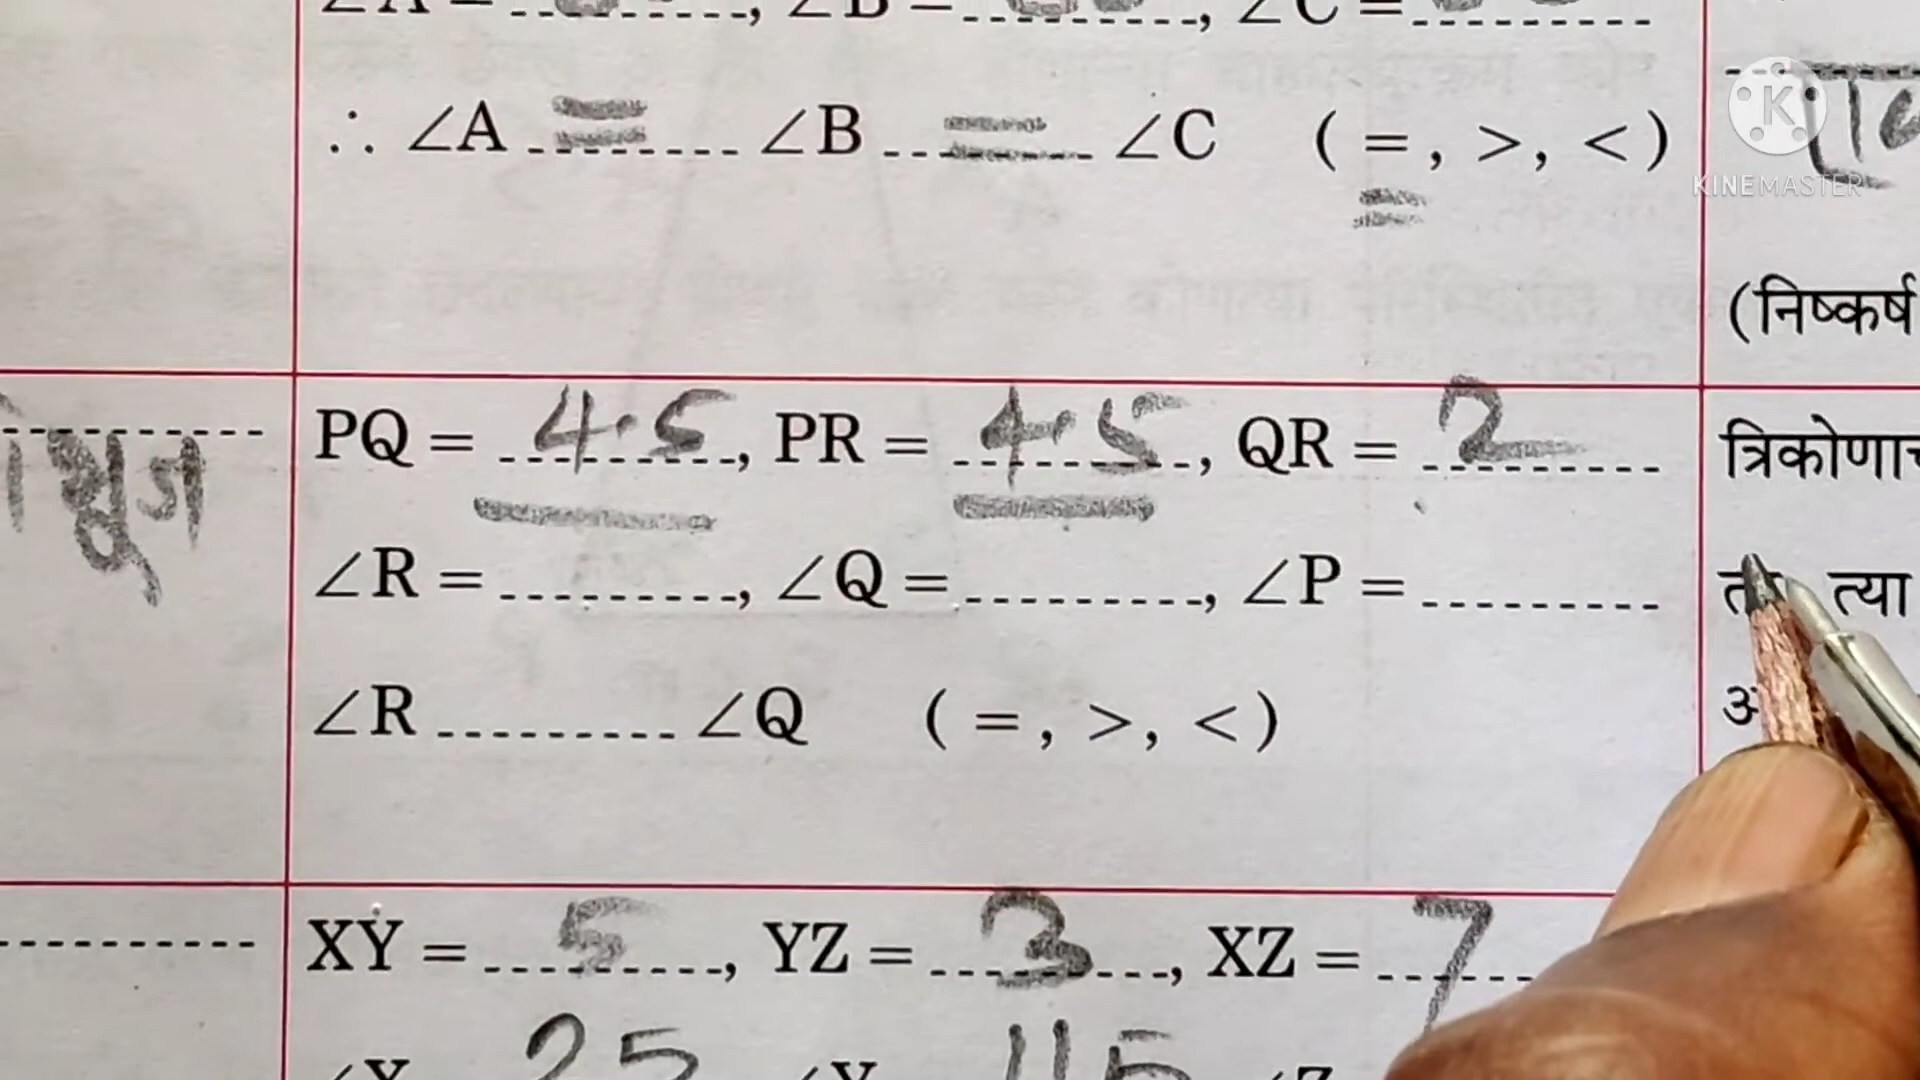 ∠A = , ∠B = , ∠C =
∴ ∠A = ∠B = ∠C ( = , > , < )
=
KINEMASTER
(निष्कर्ष
PQ = 4.5, PR = 4.5, QR = 2
त्रिकोणाच
∠R = , ∠Q = , ∠P =
त्या
∠R ∠Q ( = , > , < )
XY = 5, YZ = 3, XZ = 7
25 115